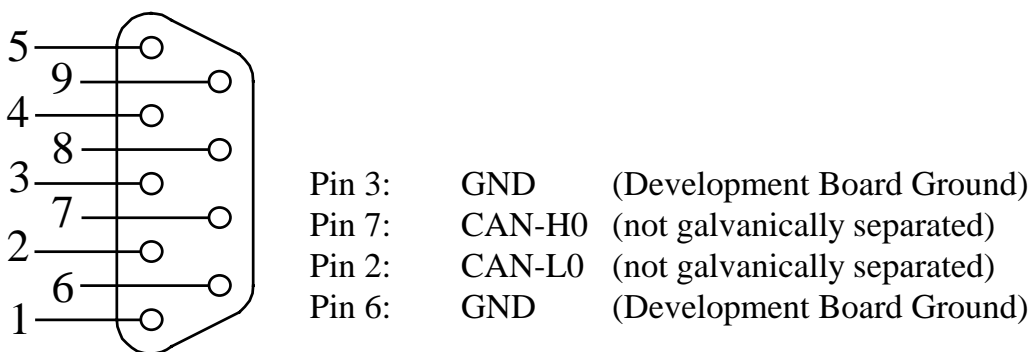 5
9
4
8
3
7
2
6
1
Pin 3: GND (Development Board Ground)
Pin 7: CAN-H0 (not galvanically separated)
Pin 2: CAN-L0 (not galvanically separated)
Pin 6: GND (Development Board Ground)